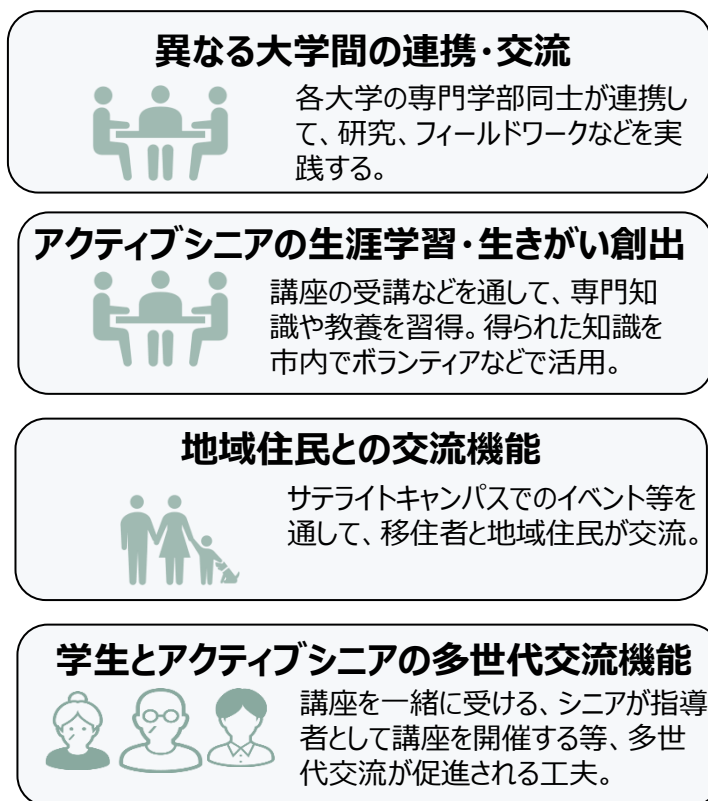 異なる大学間の連携・交流
各大学の専門学部同士が連携し
て、研究、フィールドワークなどを実
践する。
アクティブシニアの生涯学習・生きがい創出
講座の受講などを通して、専門知
識や教養を習得。得られた知識を
市内でボランティアなどで活用。
地域住民との交流機能
サテライトキャンパスでのイベント等を
通して、移住者と地域住民が交流。
学生とアクティブシニアの多世代交流機能
講座を一緒に受ける、シニアが指導
者として講座を開催する等、多世
代交流が促進される工夫。